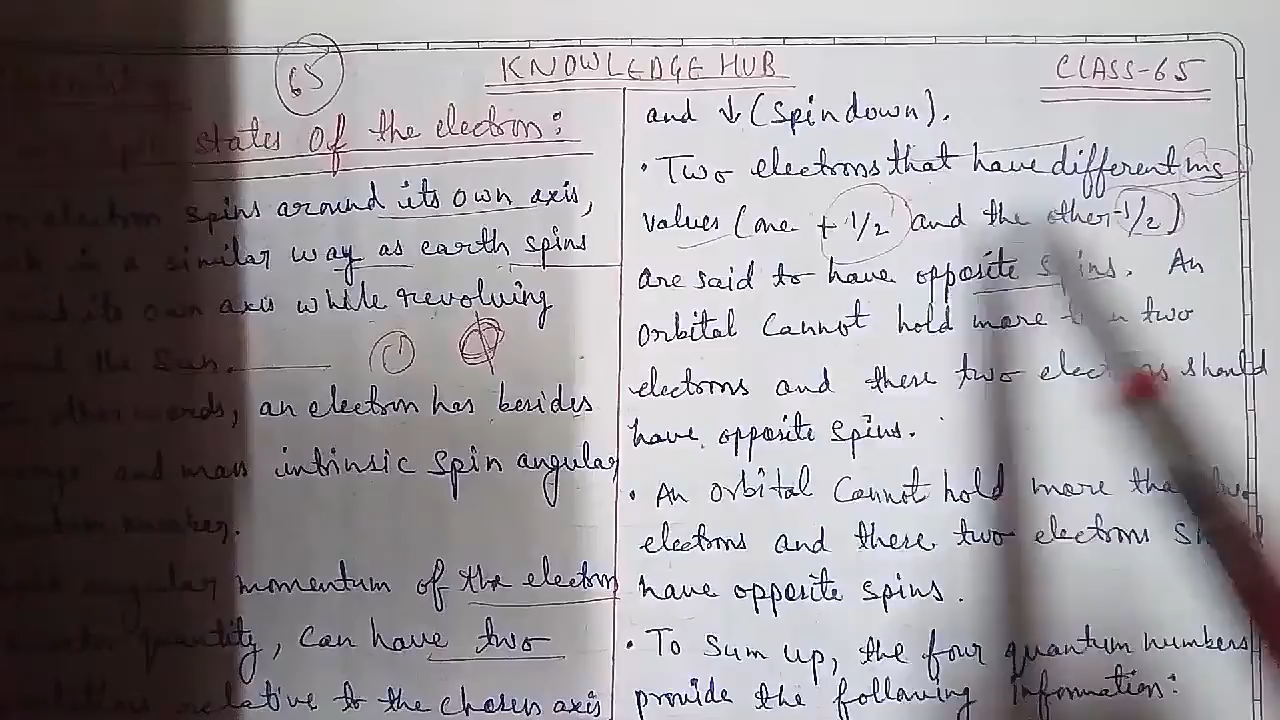 65
KNOWLEDGE HUB
CLASS-65
states of the electron:
electron spins around its own axis,
is a similar way as earth spins
its own axis while revolving
the Sun.
other words, an electron has besides
and mass intrinsic spin angular
number.
angular momentum of the electron
quantity, can have two
relative to the chosen axis
and ↓ (spin down).
• Two electrons that have different ms
values (one +1/2 and the other -1/2)
are said to have opposite spins. An
orbital cannot hold more two
electrons and these two should
have opposite spins.
• An orbital cannot hold more
electrons and these two electrons
have opposite spins.
• To sum up, the four quantum numbers
provide the following information: